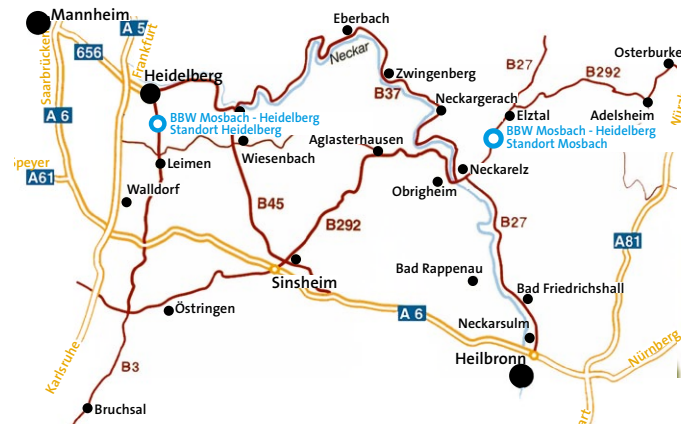 Mannheim
A 5
Frankfurt
Eberbach
656
Saarbrücken
Neckar
B27
Osterburke
Heidelberg
Zwingenberg
B292
B37
Neckargerach
A 6
BBW Mosbach - Heidelberg
Standort Heidelberg
Elztal
Adelsheim
BBW Mosbach - Heidelberg
Standort Mosbach
Aglasterhausen
Wiesenbach
Speyer
Leimen
Neckarelz
A61
Walldorf
Obrigheim
B45
B292
B27
A81
Bad Rappenau
Sinsheim
Bad Friedrichshall
Östringen
A 6
Neckarsulm
Karlsruhe
B3
Heilbronn
Nürnberg
Bruchsal
art